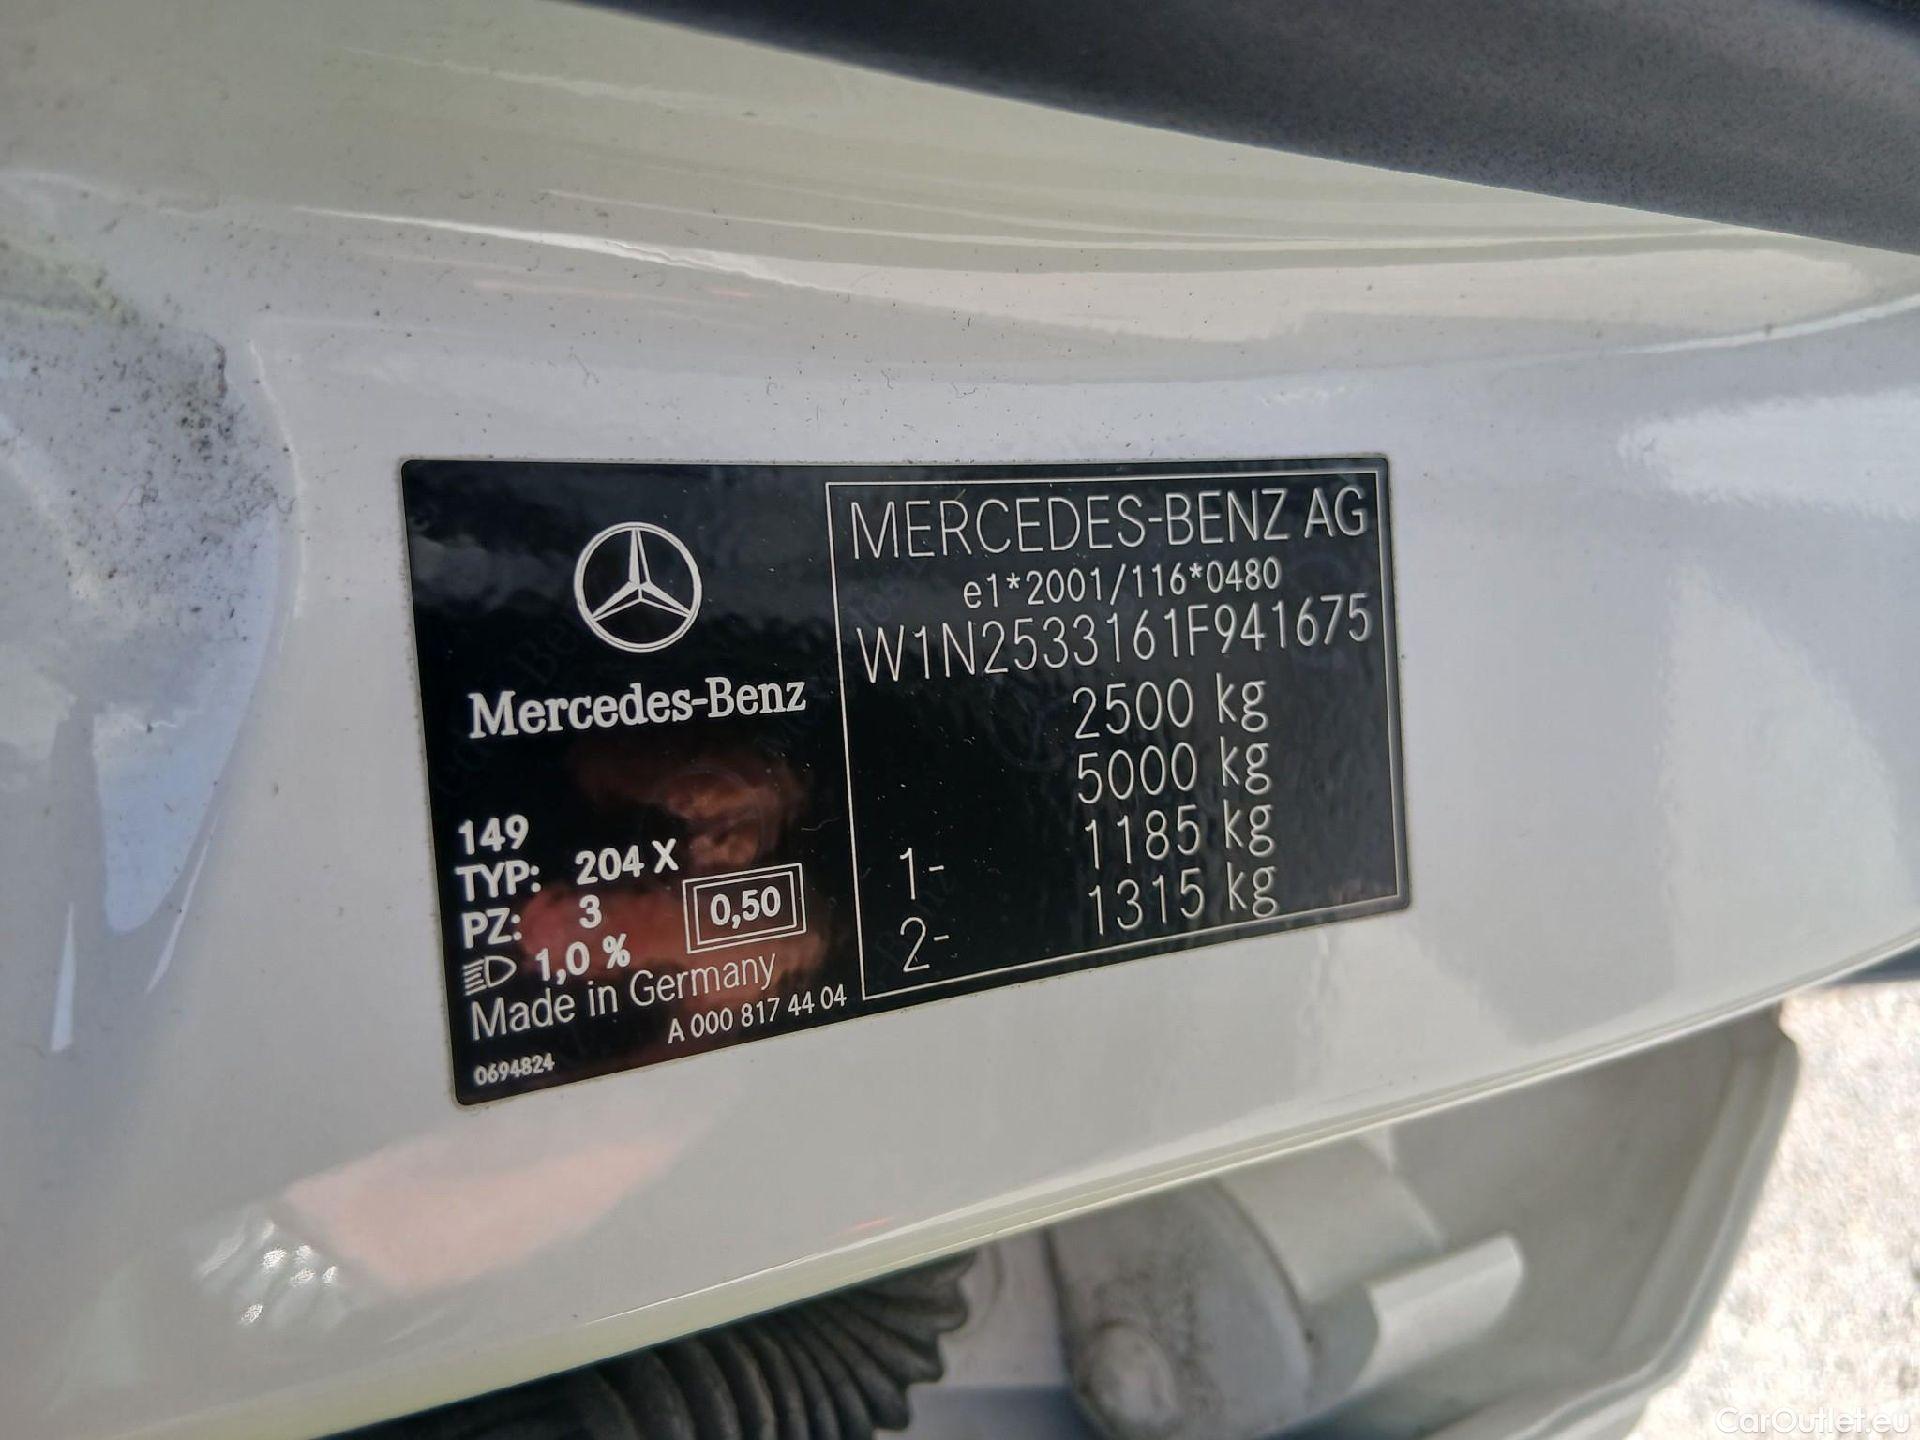 Mercedes-Benz
149
TYP: 204 X
PZ: 3
1,0 %
0,50
Made in Germany
A 000 817 44 04
0694824
MERCEDES-BENZ AG
e1*2001/116*0480
W1N2533161F941675
2500 kg
5000 kg
1- 1185 kg
2- 1315 kg
CarOutlet.eu